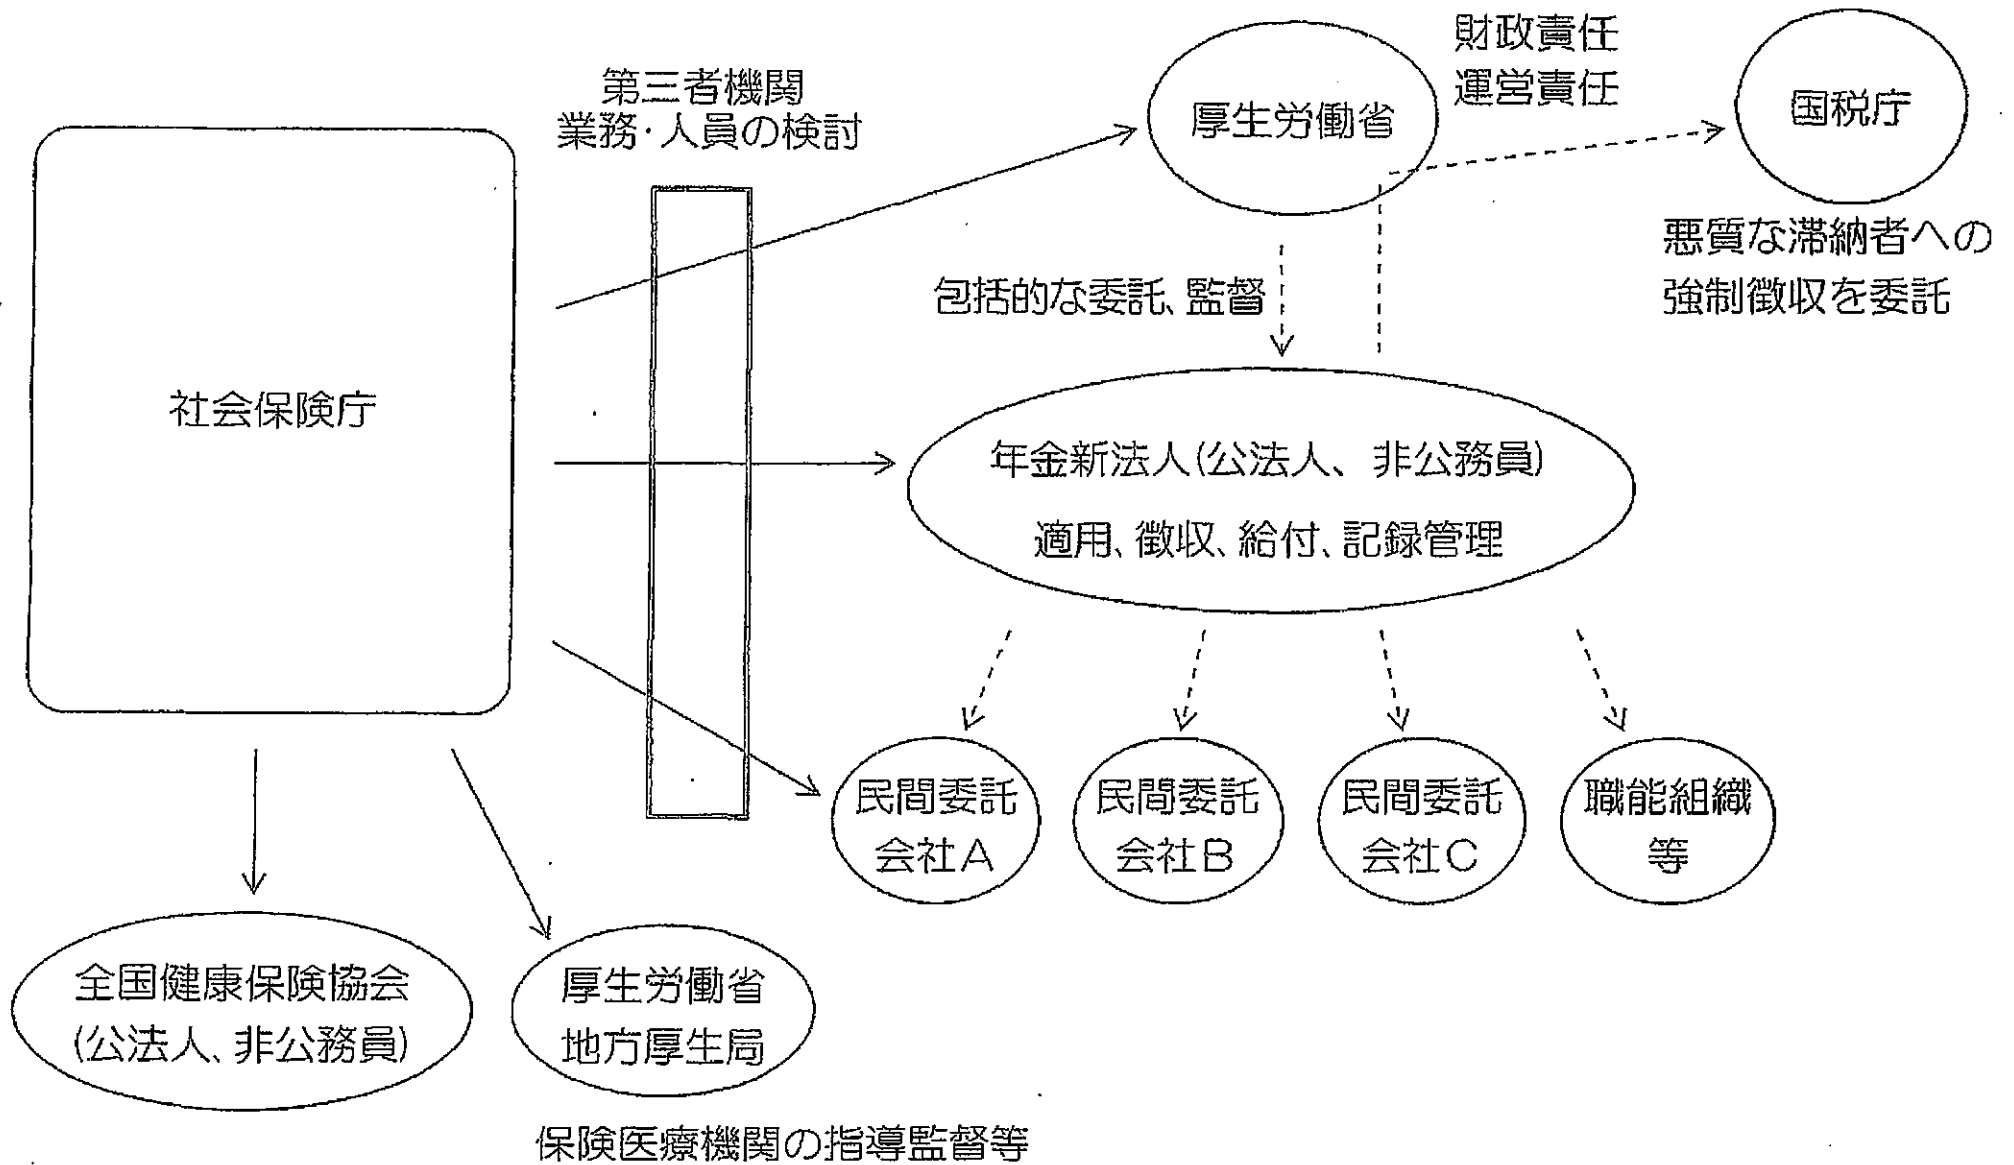 財政責任
運営責任
厚生労働省
国税庁
第三者機関
業務・人員の検討
悪質な滞納者への
強制徴収を委託
包括的な委託、監督
社会保険庁
年金新法人(公法人、非公務員)
適用、徴収、給付、記録管理
民間委託
会社A
民間委託
会社B
民間委託
会社C
職能組織
等
全国健康保険協会
(公法人、非公務員)
厚生労働省
地方厚生局
保険医療機関の指導監督等